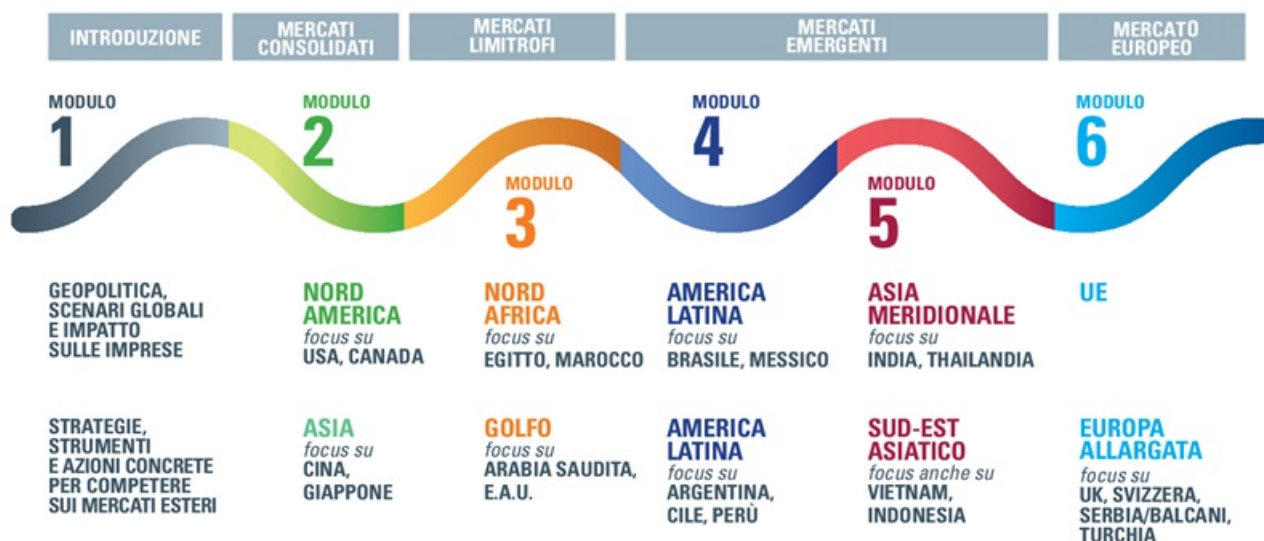 INTRODUZIONE
MERCATI
CONSOLIDATI
MERCATI
LIMITROFI
MERCATI
EMERGENTI
MERCATO
EUROPEO
MODULO
1
MODULO
2
MODULO
3
MODULO
4
MODULO
5
MODULO
6
GEOPOLITICA,
SCENARI GLOBALI
E IMPATTO
SULLE IMPRESE
NORD
AMERICA
focus su
USA, CANADA
NORD
AFRICA
focus su
EGITTO, MAROCCO
AMERICA
LATINA
focus su
BRASILE, MESSICO
ASIA
MERIDIONALE
focus su
INDIA, THAILANDIA
UE
STRATEGIE,
STRUMENTI
E AZIONI CONCRETE
PER COMPETERE
SUI MERCATI ESTERI
ASIA
focus su
CINA,
GIAPPONE
GOLFO
focus su
ARABIA SAUDITA,
E.A.U.
AMERICA
LATINA
focus su
ARGENTINA,
CILE, PERÙ
SUD-EST
ASIATICO
focus anche su
VIETNAM,
INDONESIA
EUROPA
ALLARGATA
focus su
UK, SVIZZERA,
SERBIA/BALCANI,
TURCHIA